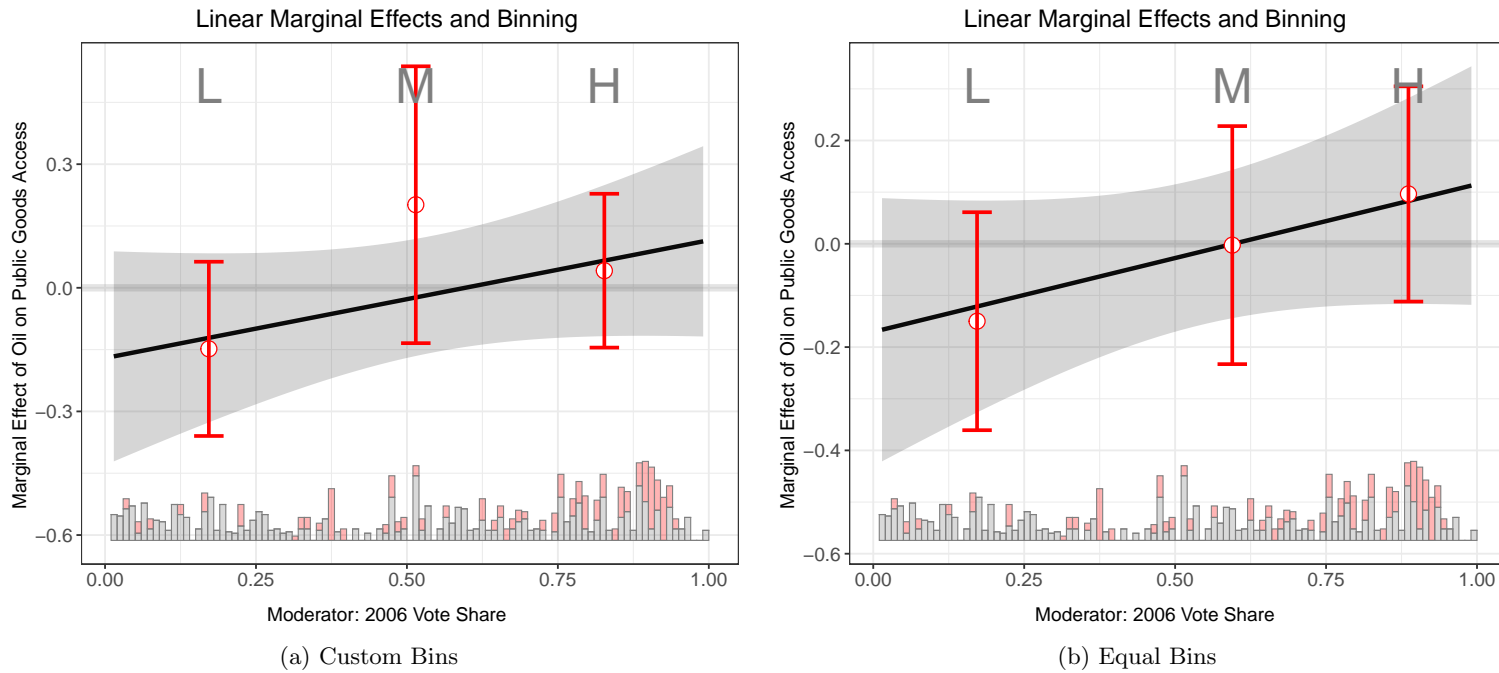 Linear Marginal Effects and Binning
Marginal Effect of Oil on Public Goods Access
L M H
0.3
0.0
−0.3
−0.6
0.00 0.25 0.50 0.75 1.00
Moderator: 2006 Vote Share
(a) Custom Bins
Linear Marginal Effects and Binning
Marginal Effect of Oil on Public Goods Access
L M H
0.2
0.0
−0.2
−0.4
−0.6
0.00 0.25 0.50 0.75 1.00
Moderator: 2006 Vote Share
(b) Equal Bins